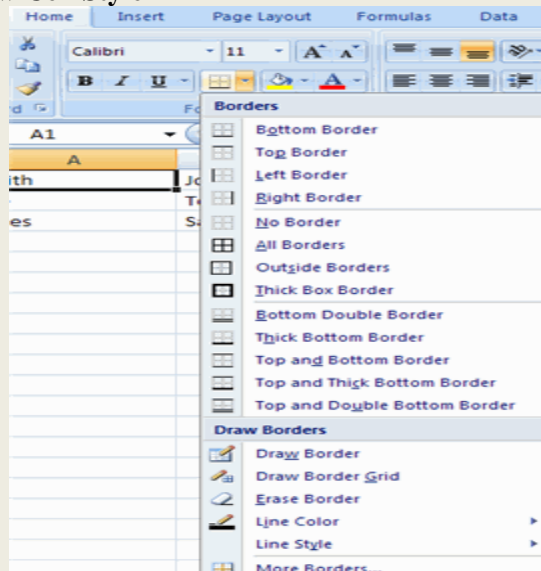 Home Insert Page Layout Formulas Data
Calibri 11 A A
B I U A
Borders
A1
Bottom Border
A
Top Border
ith
Left Border
Right Border
es
No Border
All Borders
Outside Borders
Thick Box Border
Bottom Double Border
Thick Bottom Border
Top and Bottom Border
Top and Thick Bottom Border
Top and Double Bottom Border
Draw Borders
Draw Border
Draw Border Grid
Erase Border
Line Color
Line Style
More Borders...